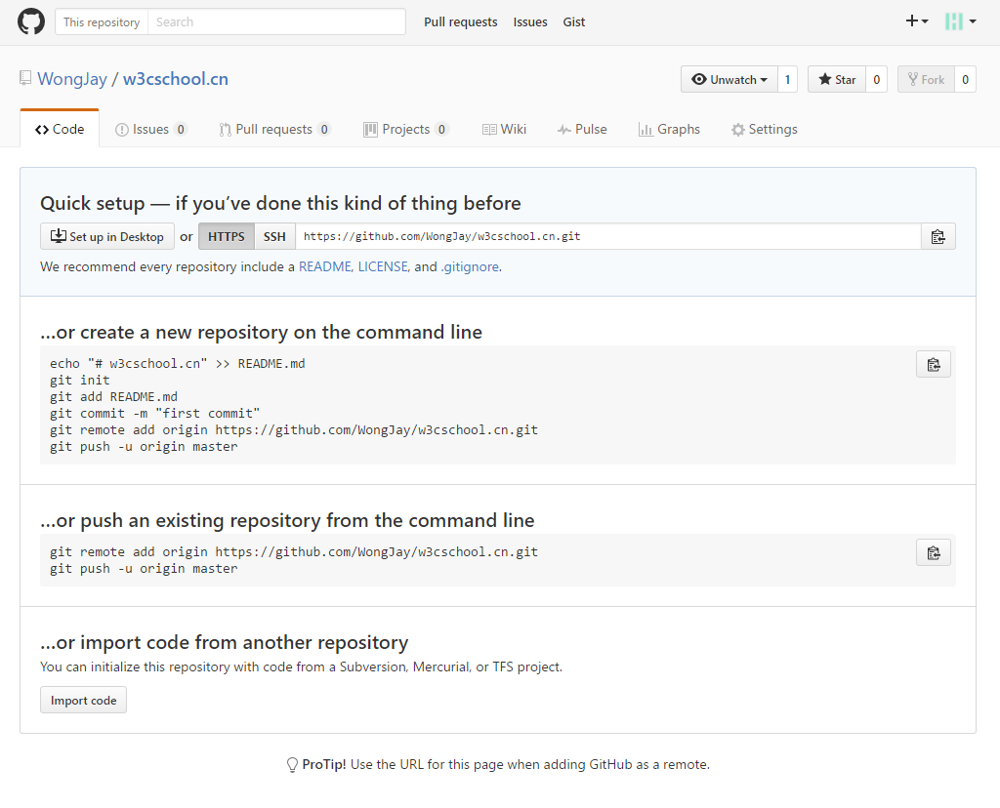 This repository Search Pull requests Issues Gist
WongJay / w3cschool.cn Unwatch 1 Star 0 Fork 0
Code Issues 0 Pull requests 0 Projects 0 Wiki Pulse Graphs Settings
Quick setup — if you’ve done this kind of thing before
Set up in Desktop or HTTPS SSH https://github.com/WongJay/w3cschool.cn.git
We recommend every repository include a README, LICENSE, and .gitignore.
…or create a new repository on the command line
echo "# w3cschool.cn" >> README.md
git init
git add README.md
git commit -m "first commit"
git remote add origin https://github.com/WongJay/w3cschool.cn.git
git push -u origin master
…or push an existing repository from the command line
git remote add origin https://github.com/WongJay/w3cschool.cn.git
git push -u origin master
…or import code from another repository
You can initialize this repository with code from a Subversion, Mercurial, or TFS project.
Import code
ProTip! Use the URL for this page when adding GitHub as a remote.